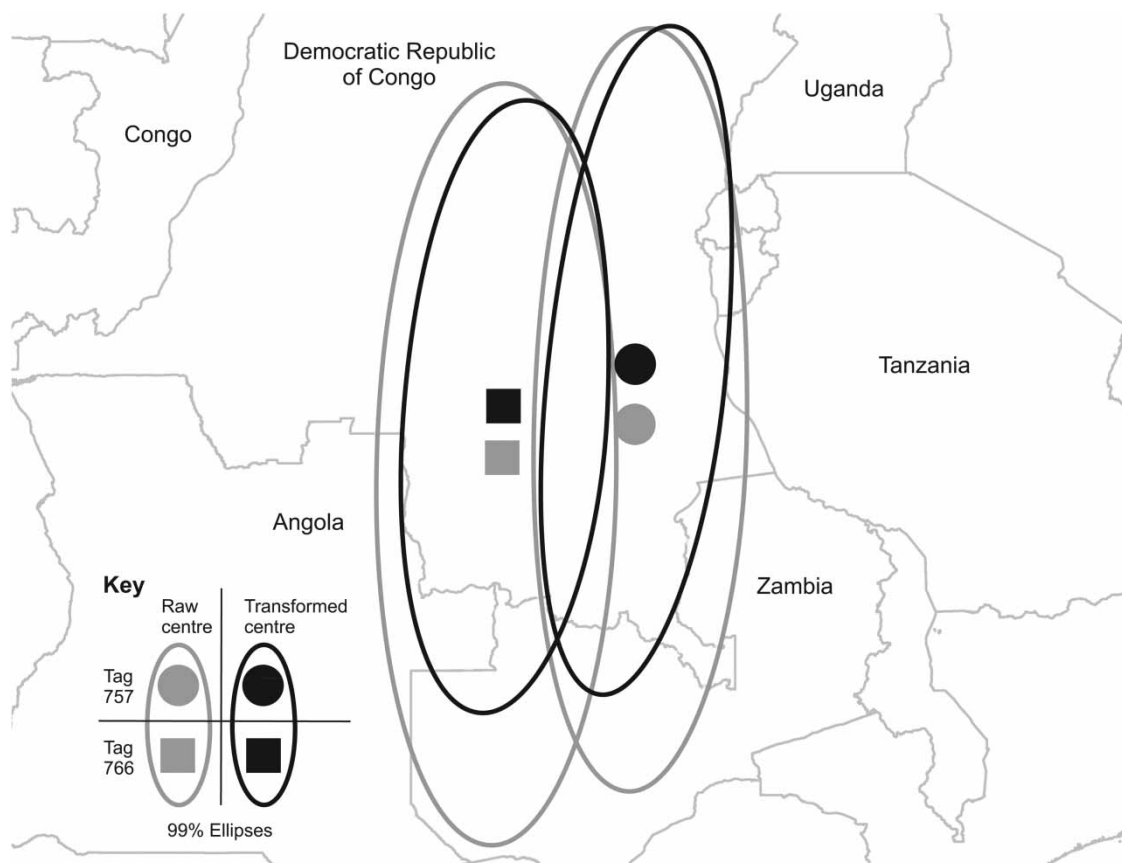 Democratic Republic
of Congo
Uganda
Congo
Tanzania
Angola
Zambia
Key
Raw
centre
Transformed
centre
Tag
757
Tag
766
99% Ellipses